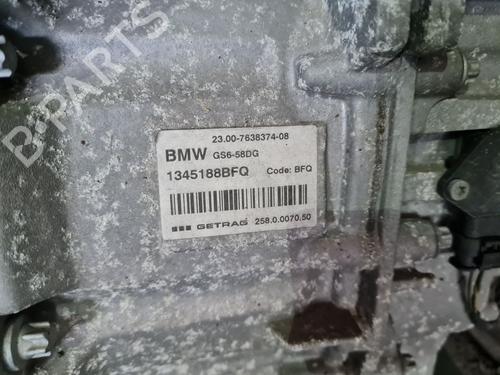 B-PARTS
23.00-7638374-08
BMW GS6-58DG
1345188BFQ Code: BFQ
GETRAG 258.0.0070.50